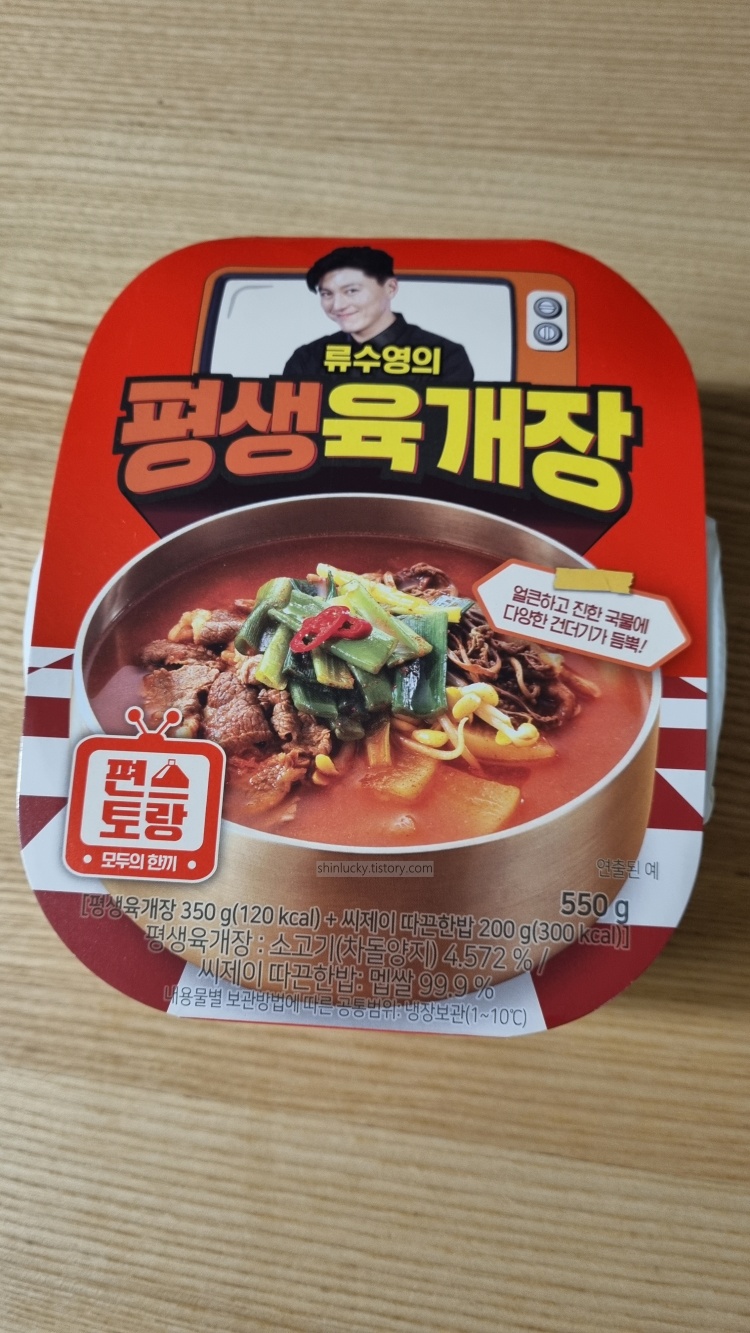 류수영의
평생육개장
얼큰하고 진한 국물에
다양한 건더기가 듬뿍!
편스
토랑
모두의 한끼
shinlucky.tistory.com
연출된 예
550 g
[평생육개장 350 g(120 kcal) + 씨제이 따끈한밥 200 g(300 kcal)]
평생육개장 : 소고기(차돌양지) 4.572 % /
씨제이 따끈한밥: 멥쌀 99.9 %
내용물별 보관방법에 따른 공통범위: 냉장보관(1~10℃)